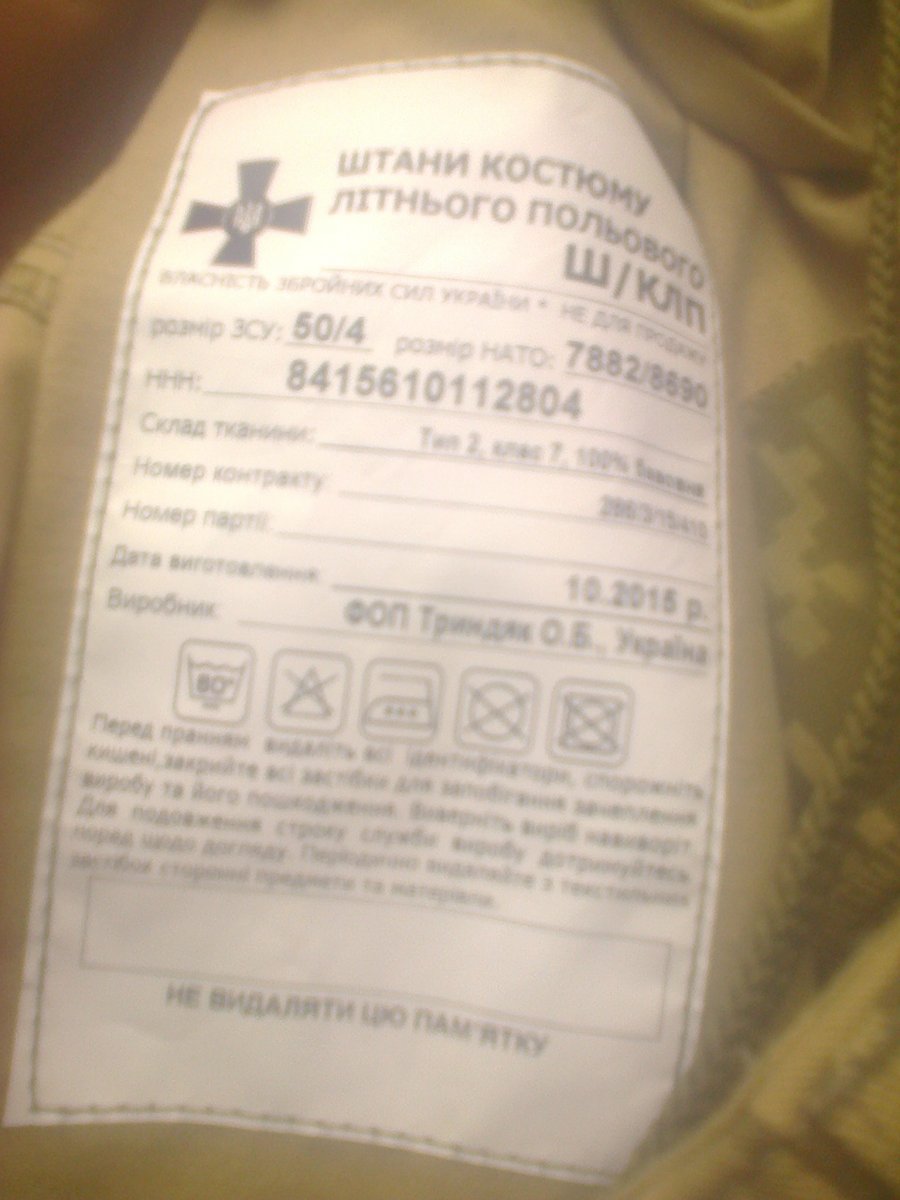 ШТАНИ КОСТЮМУ
ЛІТНЬОГО ПОЛЬОВОГО
Ш/КЛП
ВЛАСНІСТЬ ЗБРОЙНИХ СИЛ УКРАЇНИ * НЕ ДЛЯ ПРОДАЖУ
розмір ЗСУ: 50/4 розмір НАТО: 7882/8690
ННН: 8415610112804
Склад тканини: Тип 2, клас 7, 100% бавовна
Номер контракту:
Номер партії:
Дата виготовлення: 10.2015 р.
Виробник: ФОП Триндяк О.Б., Україна
80°
Перед пранням видаліть всі ідентифікатори, спорожніть
кишені, закрийте всі застібки для запобігання зачеплення
виробу та його пошкодження. Виверніть виріб навиворіт.
Для подовження строку служби виробу дотримуйтесь
порад щодо догляду. Періодично видаляйте з текстильних
застібок сторонні предмети та матеріали.
НЕ ВИДАЛЯТИ ЦЮ ПАМ'ЯТКУ